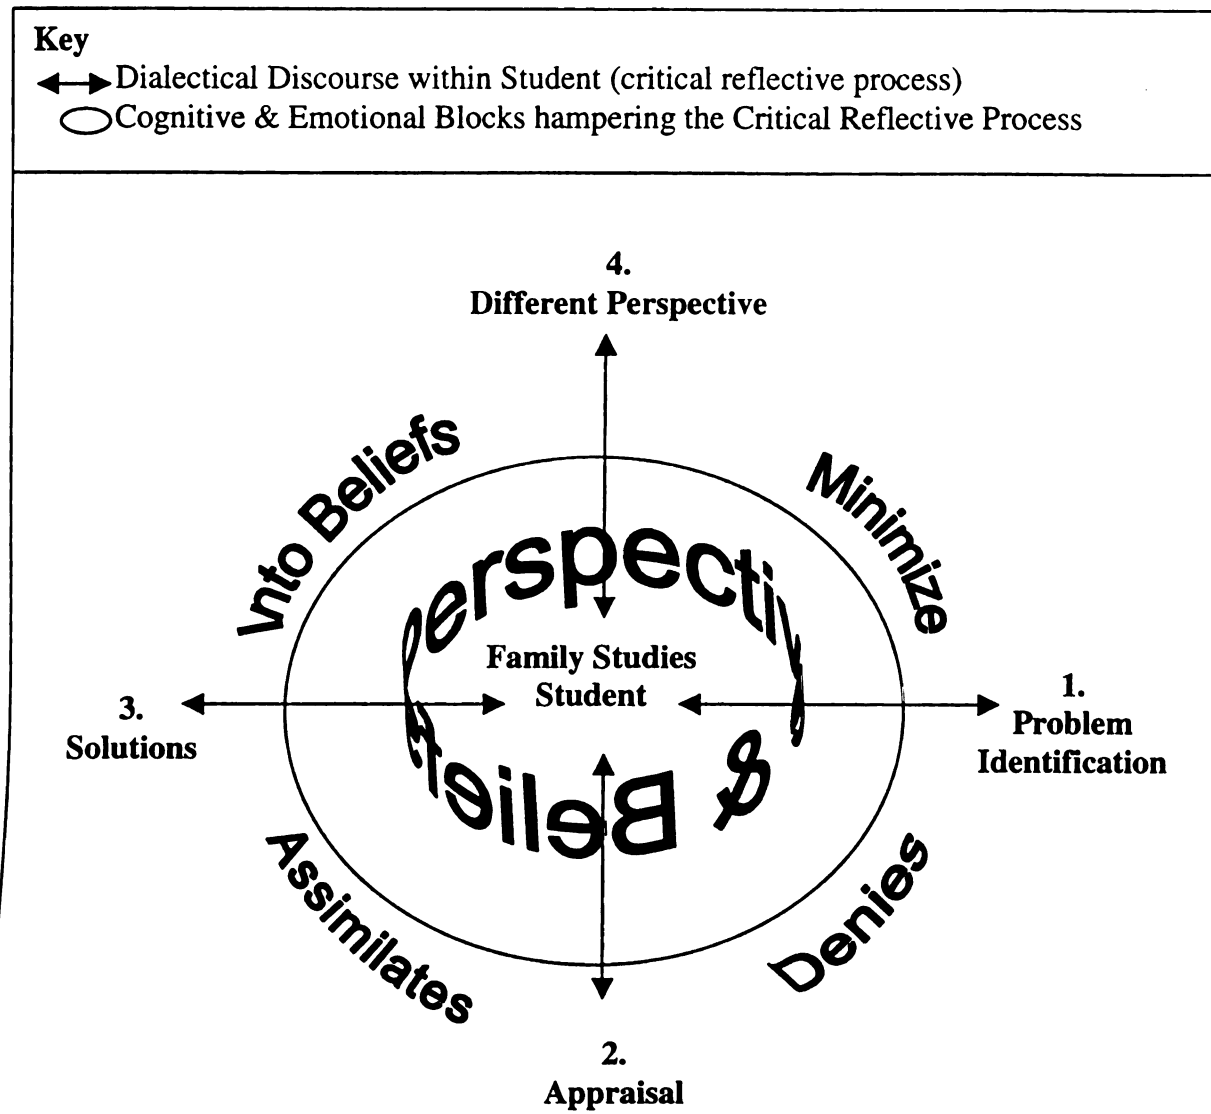 Key
Dialectical Discourse within Student (critical reflective process)
Cognitive & Emotional Blocks hampering the Critical Reflective Process
4.
Different Perspective
Into Beliefs
Minimize
Perspective
Family Studies
Student
& Beliefs
3.
Solutions
1.
Problem
Identification
Assimilates
Denies
2.
Appraisal